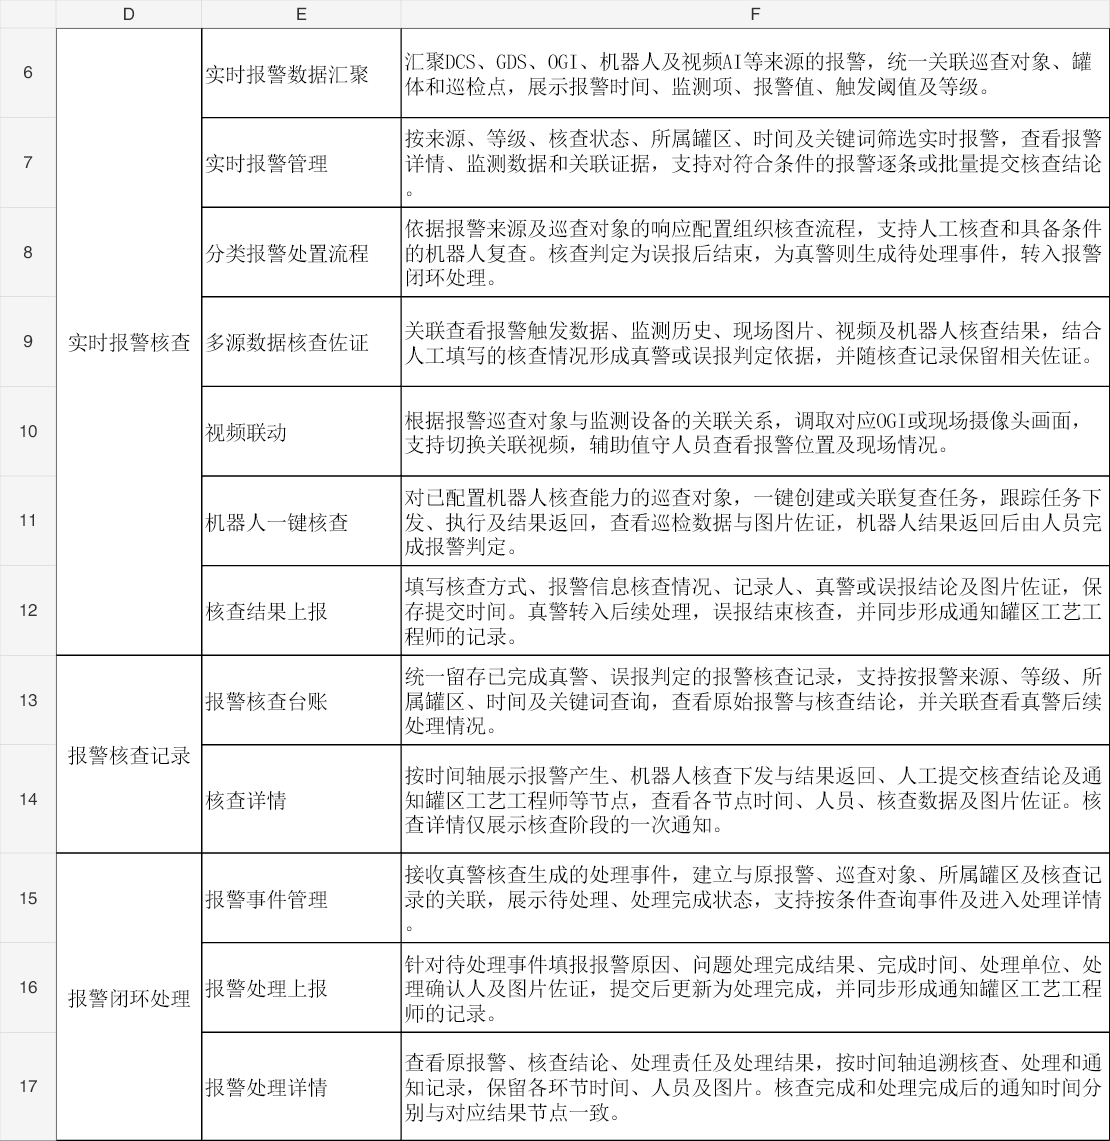 D E F
6
实时报警数据汇聚
汇聚DCS、GDS、OGI、机器人及视频AI等来源的报警，统一关联巡查对象、罐
体和巡检点，展示报警时间、监测项、报警值、触发阈值及等级。
7
实时报警管理
按来源、等级、核查状态、所属罐区、时间及关键词筛选实时报警，查看报警
详情、监测数据和关联证据，支持对符合条件的报警逐条或批量提交核查结论
。
8
分类报警处置流程
依据报警来源及巡查对象的响应配置组织核查流程，支持人工核查和具备条件
的机器人复查。核查判定为误报后结束，为真警则生成待处理事件，转入报警
闭环处理。
9
实时报警核查
多源数据核查佐证
关联查看报警触发数据、监测历史、现场图片、视频及机器人核查结果，结合
人工填写的核查情况形成真警或误报判定依据，并随核查记录保留相关佐证。
10
视频联动
根据报警巡查对象与监测设备的关联关系，调取对应OGI或现场摄像头画面，
支持切换关联视频，辅助值守人员查看报警位置及现场情况。
11
机器人一键核查
对已配置机器人核查能力的巡查对象，一键创建或关联复查任务，跟踪任务下
发、执行及结果返回，查看巡检数据与图片佐证，机器人结果返回后由人员完
成报警判定。
12
核查结果上报
填写核查方式、报警信息核查情况、记录人、真警或误报结论及图片佐证，保
存提交时间。真警转入后续处理，误报结束核查，并同步形成通知罐区工艺工
程师的记录。
13
报警核查台账
统一留存已完成真警、误报判定的报警核查记录，支持按报警来源、等级、所
属罐区、时间及关键词查询，查看原始报警与核查结论，并关联查看真警后续
处理情况。
报警核查记录
14
核查详情
按时间轴展示报警产生、机器人核查下发与结果返回、人工提交核查结论及通
知罐区工艺工程师等节点，查看各节点时间、人员、核查数据及图片佐证。核
查详情仅展示核查阶段的一次通知。
15
报警事件管理
接收真警核查生成的处理事件，建立与原报警、巡查对象、所属罐区及核查记
录的关联，展示待处理、处理完成状态，支持按条件查询事件及进入处理详情
。
16
报警闭环处理
报警处理上报
针对待处理事件填报报警原因、问题处理完成结果、完成时间、处理单位、处
理确认人及图片佐证，提交后更新为处理完成，并同步形成通知罐区工艺工程
师的记录。
17
报警处理详情
查看原报警、核查结论、处理责任及处理结果，按时间轴追溯核查、处理和通
知记录，保留各环节时间、人员及图片。核查完成和处理完成后的通知时间分
别与对应结果节点一致。